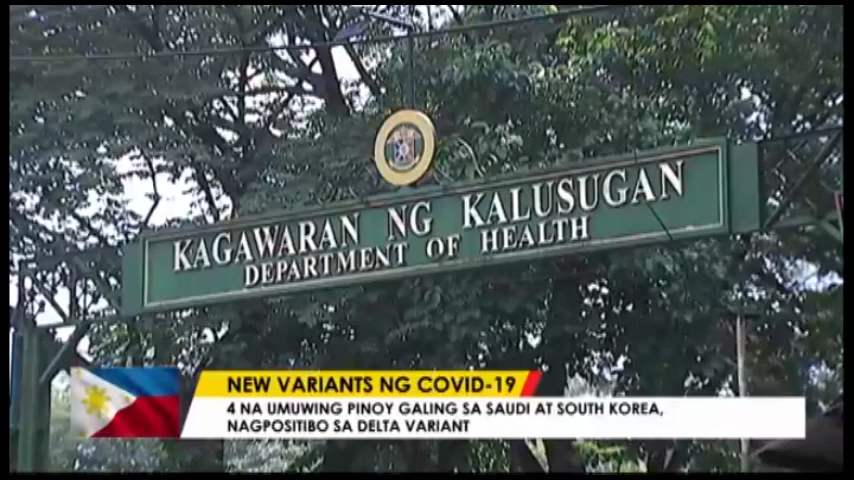 KAGAWARAN NG KALUSUGAN
DEPARTMENT OF HEALTH
NEW VARIANTS NG COVID-19
4 NA UMUWING PINOY GALING SA SAUDI AT SOUTH KOREA,
NAGPOSITIBO SA DELTA VARIANT